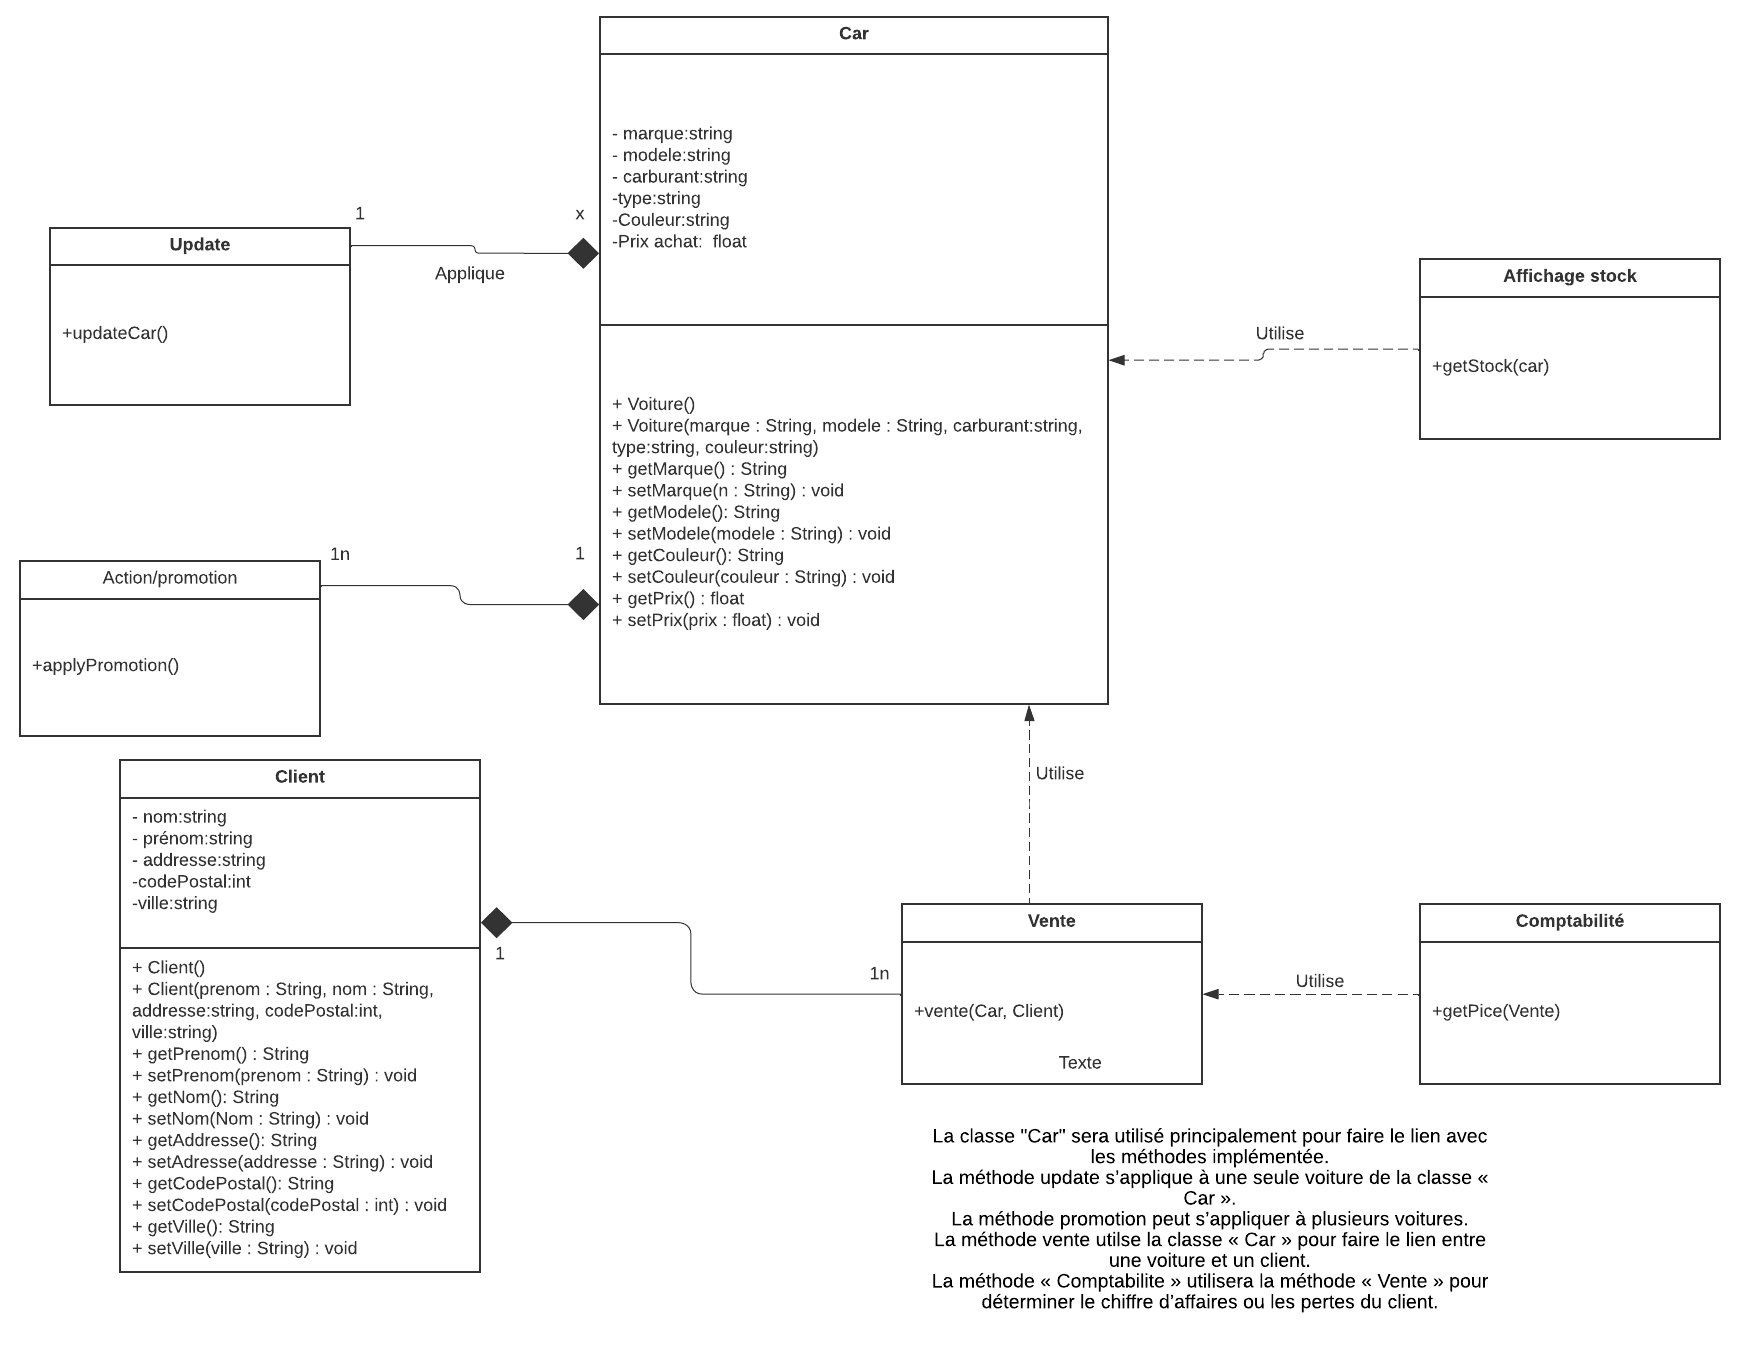 Car
- marque:string
- modele:string
- carburant:string
-type:string
-Couleur:string
-Prix achat:  float
+ Voiture()
+ Voiture(marque : String, modele : String, carburant:string,
type:string, couleur:string)
+ getMarque() : String
+ setMarque(n : String) : void
+ getModele(): String
+ setModele(modele : String) : void
+ getCouleur(): String
+ setCouleur(couleur : String) : void
+ getPrix() : float
+ setPrix(prix : float) : void
1
x
Update
Applique
+updateCar()
Affichage stock
Utilise
+getStock(car)
1n
1
Action/promotion
+applyPromotion()
Client
- nom:string
- prénom:string
- addresse:string
-codePostal:int
-ville:string
+ Client()
+ Client(prenom : String, nom : String,
addresse:string, codePostal:int,
ville:string)
+ getPrenom() : String
+ setPrenom(prenom : String) : void
+ getNom(): String
+ setNom(Nom : String) : void
+ getAddresse(): String
+ setAdresse(addresse : String) : void
+ getCodePostal(): String
+ setCodePostal(codePostal : int) : void
+ getVille(): String
+ setVille(ville : String) : void
1
1n
Utilise
Vente
+vente(Car, Client)
Texte
Utilise
Comptabilité
+getPice(Vente)
La classe "Car" sera utilisé principalement pour faire le lien avec
les méthodes implémentée.
La méthode update s’applique à une seule voiture de la classe «
Car ».
La méthode promotion peut s’appliquer à plusieurs voitures.
La méthode vente utilse la classe « Car » pour faire le lien entre
une voiture et un client.
La méthode « Comptabilite » utilisera la méthode « Vente » pour
déterminer le chiffre d’affaires ou les pertes du client.